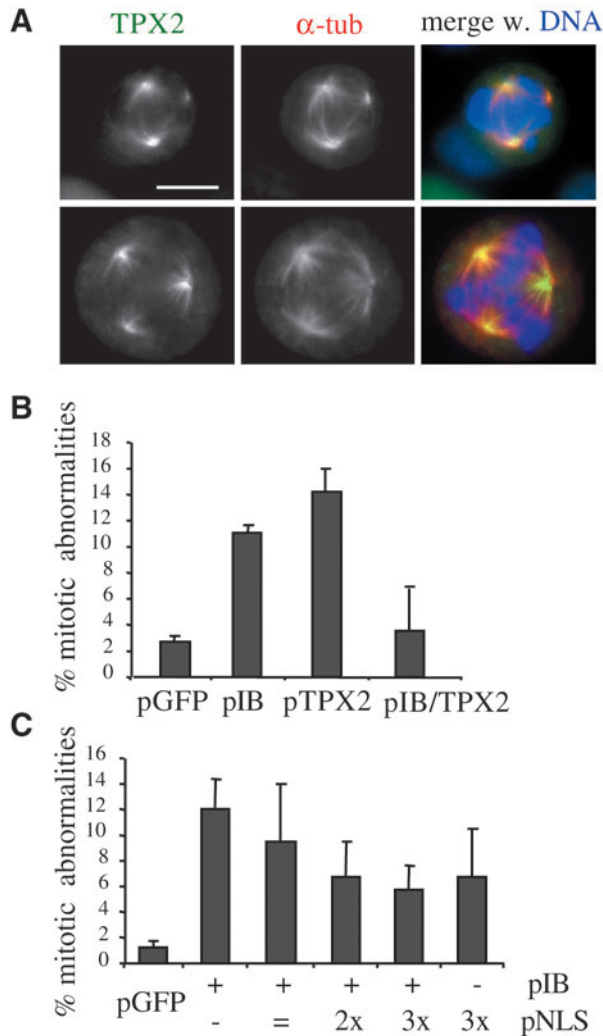 A
TPX2
α-tub
merge w. DNA
B
% mitotic abnormalities
18
16
14
12
10
8
6
4
2
0
pGFP pIB pTPX2 pIB/TPX2
C
% mitotic abnormalities
16
14
12
10
8
6
4
2
0
pGFP
+ + + + - pIB
- = 2x 3x 3x pNLS